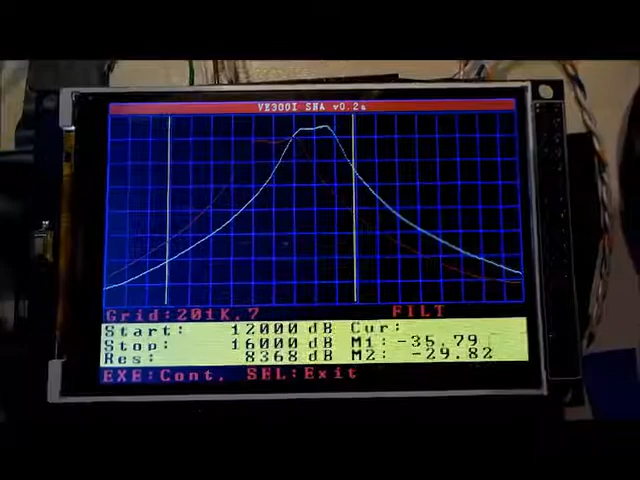 VE3OOI SNA v0.2a
Grid:201K.7 FILT
Start: 12000 dB Cur:
Stop: 16000 dB M1: -35.79
Res: 8368 dB M2: -29.82
EXE:Cont, SEL:Exit